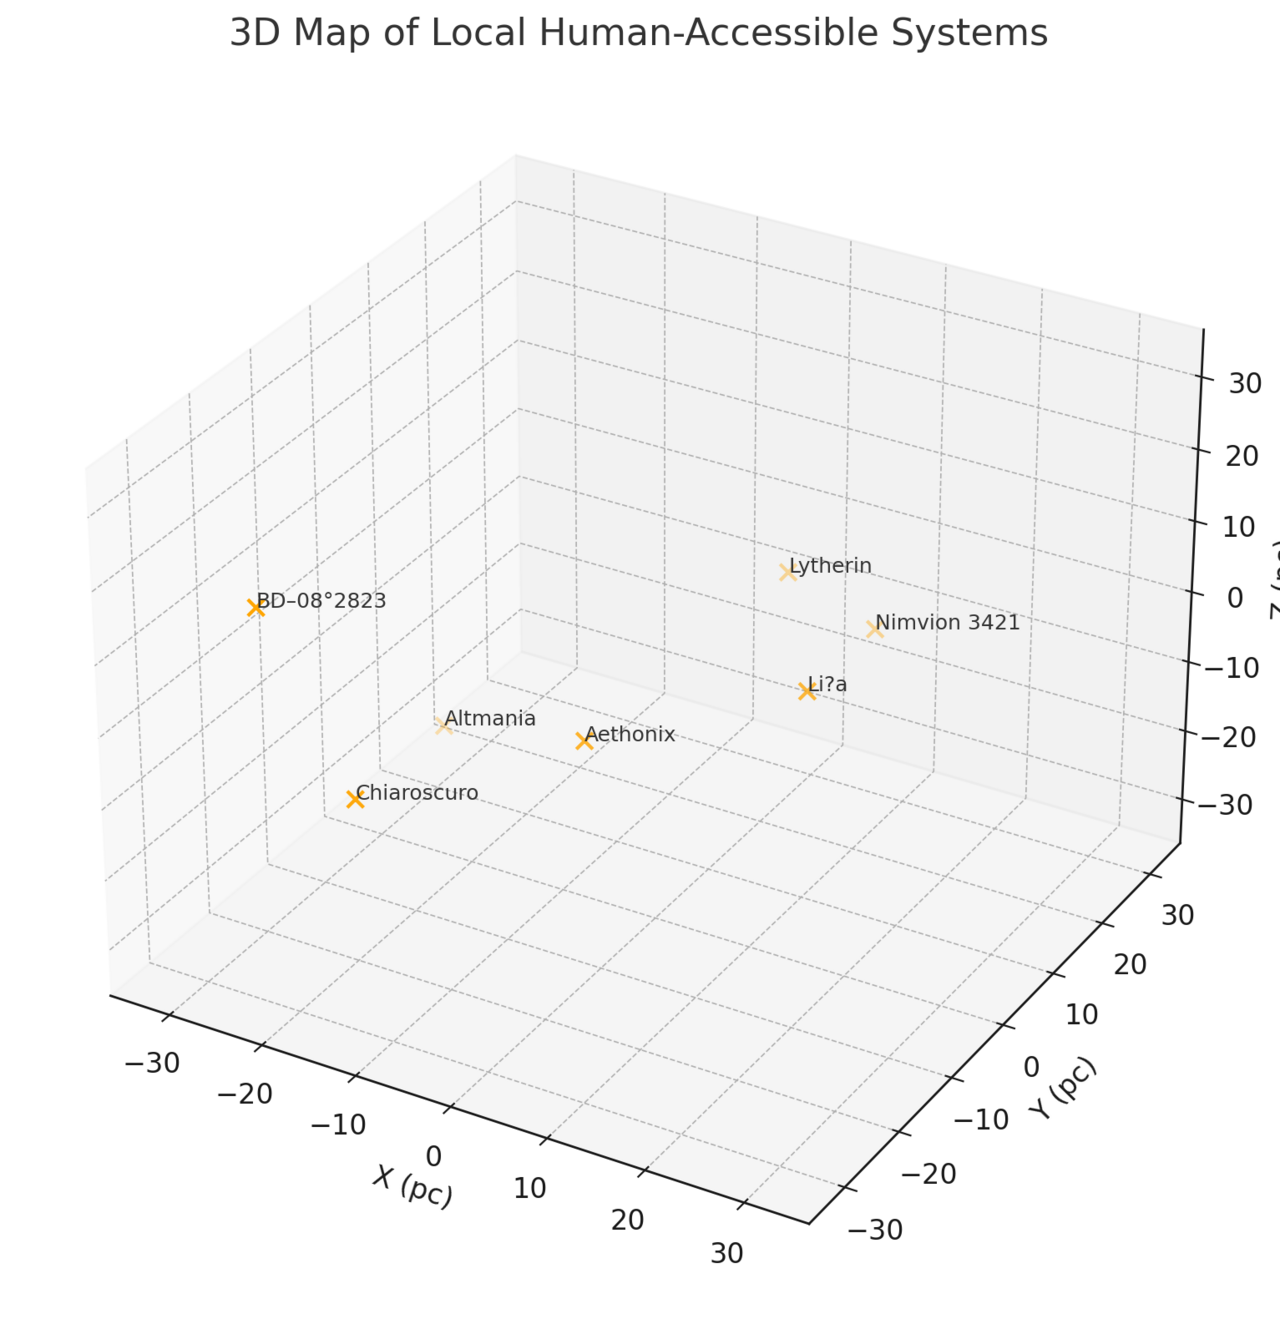 3D Map of Local Human-Accessible Systems
Lytherin
BD–08°2823
Nimvion 3421
Li?a
Altmania
Aethonix
Chiaroscuro
30
20
10
0
−10
−20
−30
Z (pc)
30
20
10
0
−10
−20
−30
Y (pc)
−30
−20
−10
0
10
20
30
X (pc)